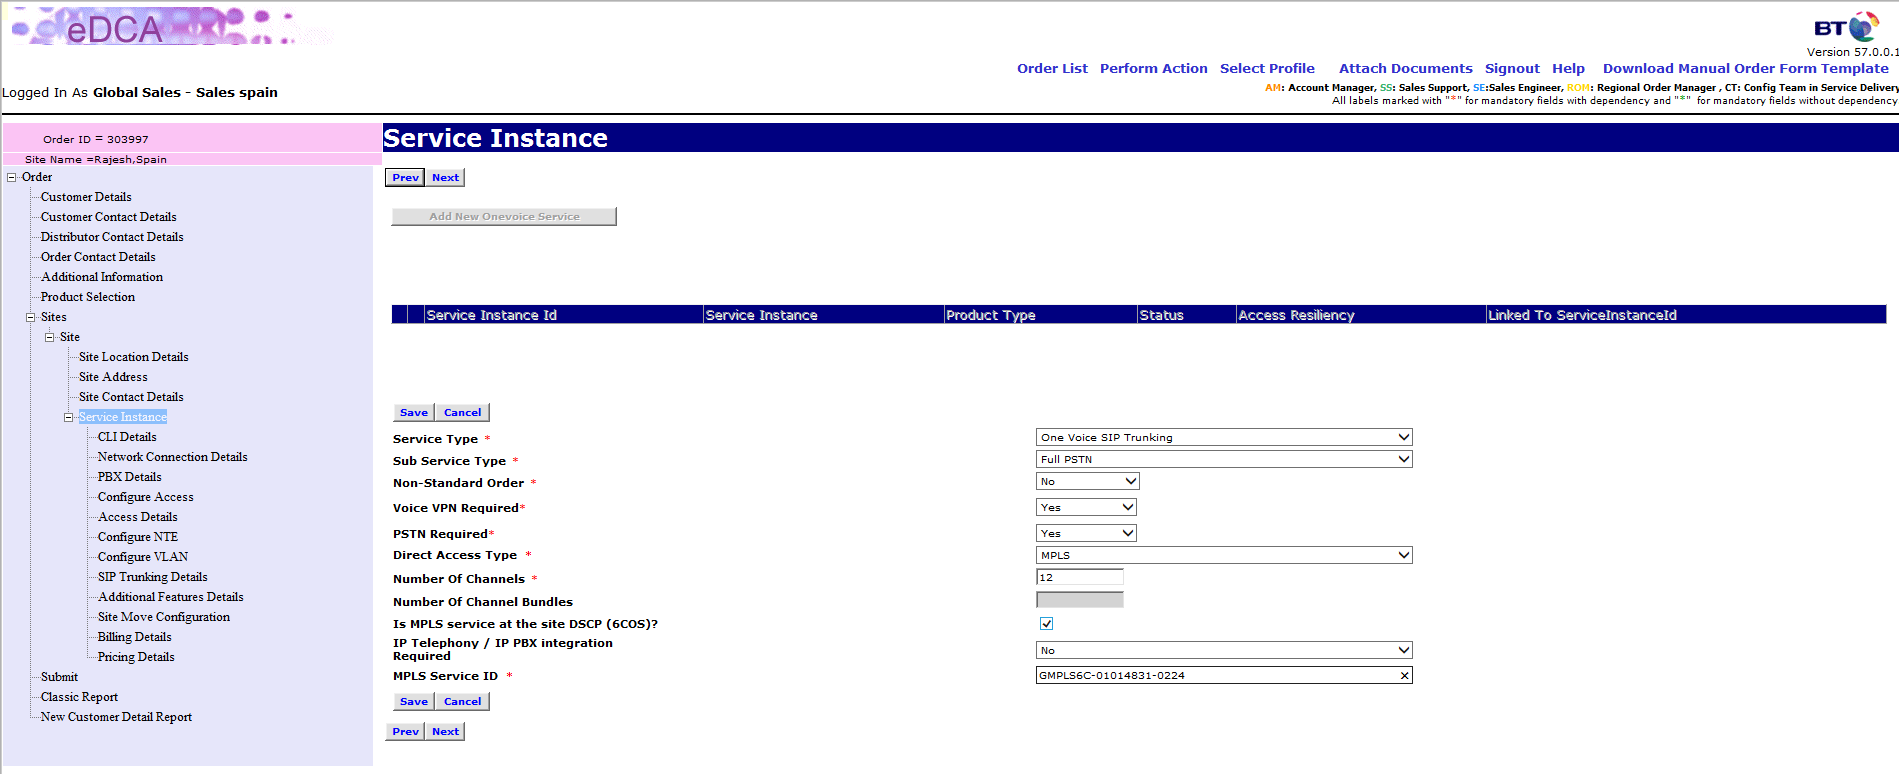 eDCA
BT
Version 57.0.0.1
Order List Perform Action Select Profile Attach Documents Signout Help Download Manual Order Form Template
Logged In As Global Sales - Sales spain
AM: Account Manager, SS: Sales Support, SE:Sales Engineer, ROM: Regional Order Manager , CT: Config Team in Service Delivery
All labels marked with "*" for mandatory fields with dependency and "*" for mandatory fields without dependency
Order ID = 303997
Site Name =Rajesh,Spain
Order
Customer Details
Customer Contact Details
Distributor Contact Details
Order Contact Details
Additional Information
Product Selection
Sites
Site
Site Location Details
Site Address
Site Contact Details
Service Instance
CLI Details
Network Connection Details
PBX Details
Configure Access
Access Details
Configure NTE
Configure VLAN
SIP Trunking Details
Additional Features Details
Site Move Configuration
Billing Details
Pricing Details
Submit
Classic Report
New Customer Detail Report
Service Instance
Prev Next
Add New Onevoice Service
Service Instance Id Service Instance Product Type Status Access Resiliency Linked To ServiceInstanceId
Save Cancel
Service Type * One Voice SIP Trunking
Sub Service Type * Full PSTN
Non-Standard Order * No
Voice VPN Required* Yes
PSTN Required* Yes
Direct Access Type * MPLS
Number Of Channels * 12
Number Of Channel Bundles
Is MPLS service at the site DSCP (6COS)?
IP Telephony / IP PBX integration
Required No
MPLS Service ID * GMPLS6C-01014831-0224
Save Cancel
Prev Next